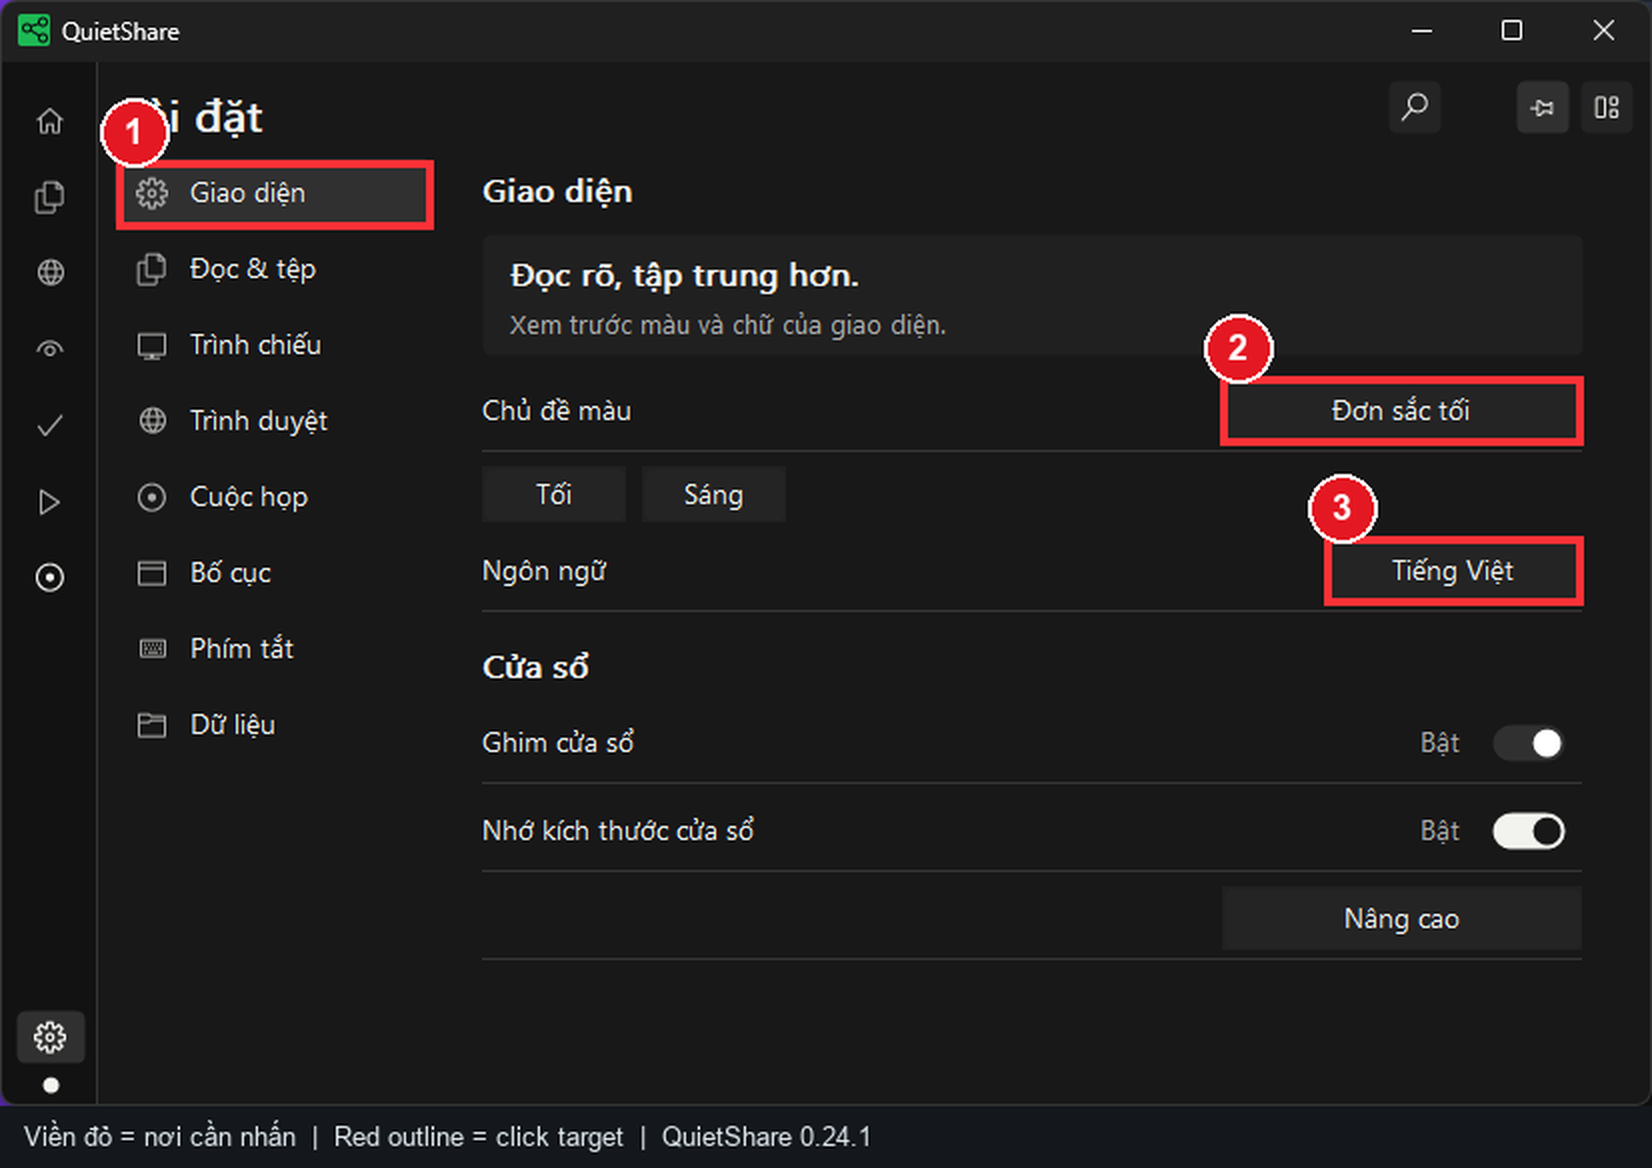 QuietShare
đặt
1
Giao diện
Đọc & tệp
Trình chiếu
Trình duyệt
Cuộc họp
Bố cục
Phím tắt
Dữ liệu
Giao diện
Đọc rõ, tập trung hơn.
Xem trước màu và chữ của giao diện.
2
Chủ đề màu
Đơn sắc tối
Tối
Sáng
3
Ngôn ngữ
Tiếng Việt
Cửa sổ
Ghim cửa sổ
Bật
Nhớ kích thước cửa sổ
Bật
Nâng cao
Viền đỏ = nơi cần nhấn | Red outline = click target | QuietShare 0.24.1